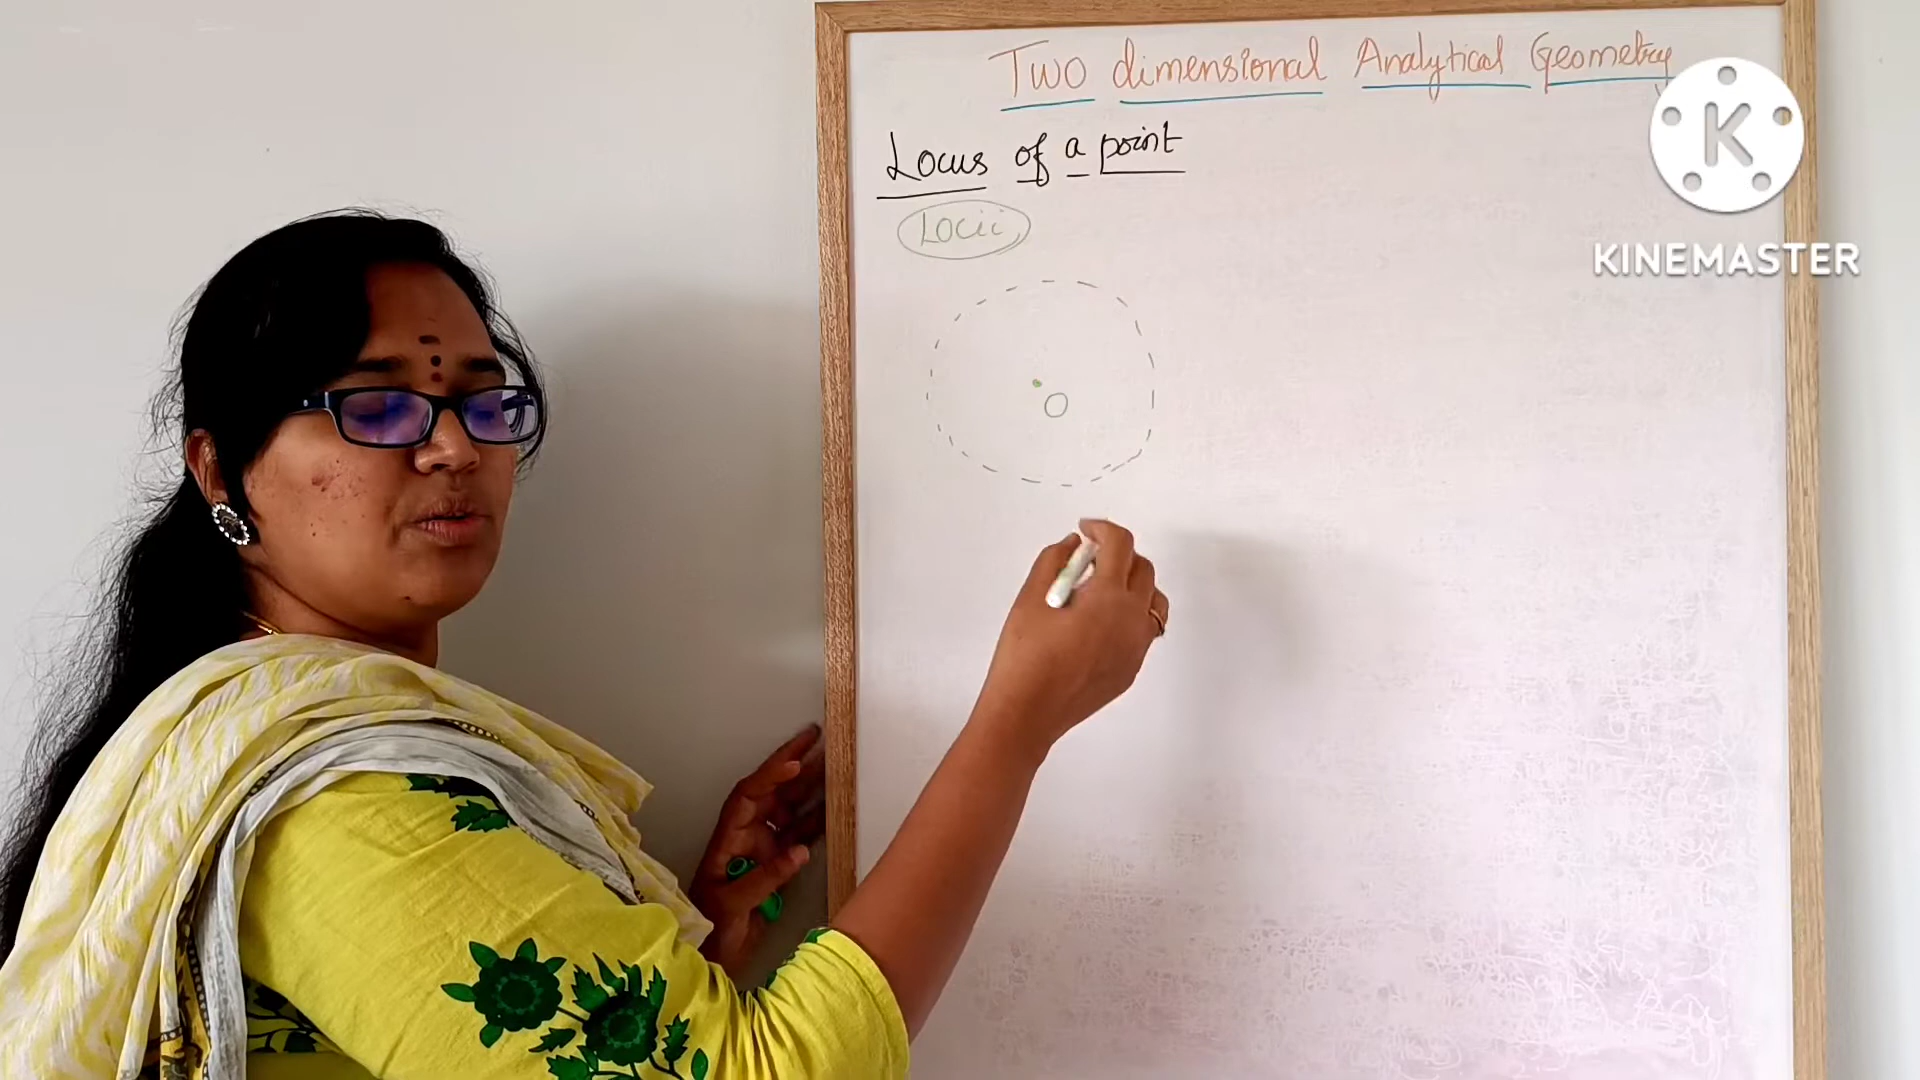 Two dimensional Analytical Geometry
Locus of a point
Locii
O
K
KINEMASTER